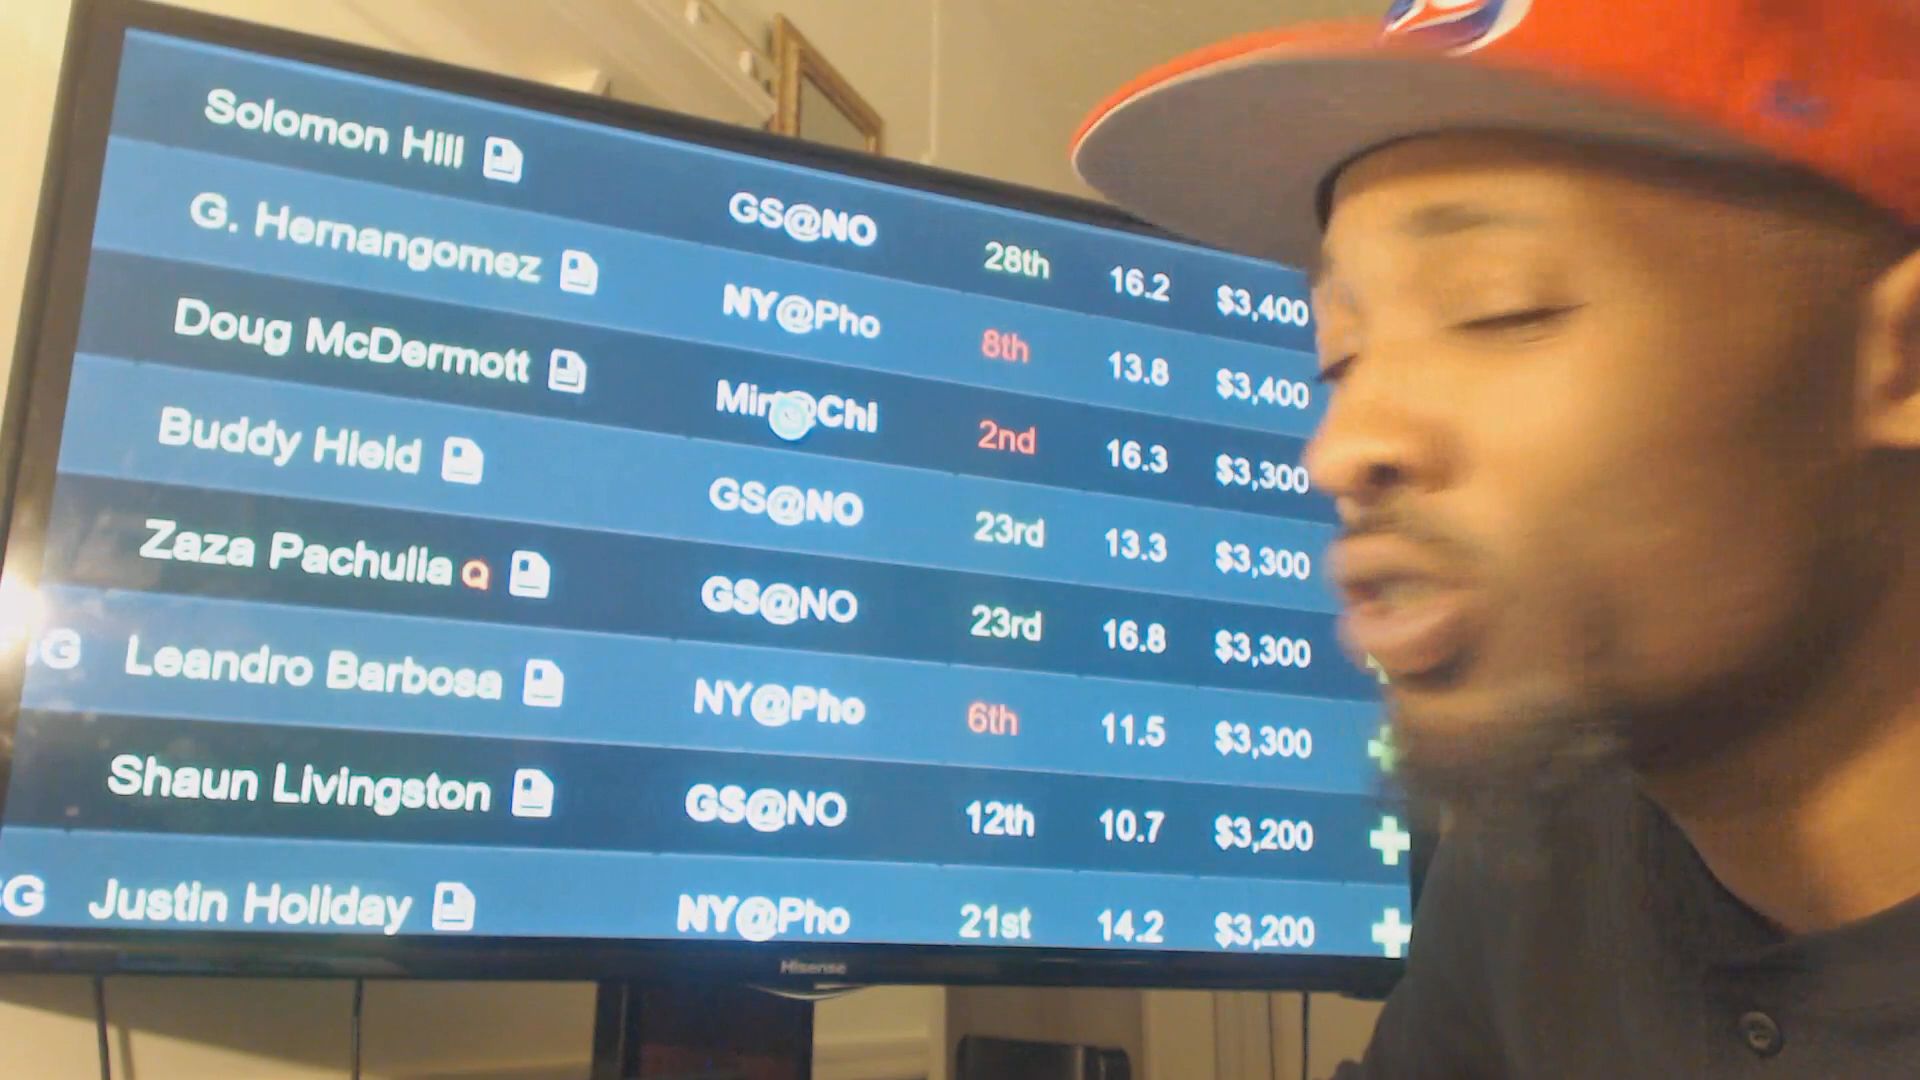 Solomon Hill GS@NO 28th 16.2 $3,400
G. Hernangomez NY@Pho 8th 13.8 $3,400
Doug McDermott Min@Chi 2nd 16.3 $3,300
Buddy Hield GS@NO 23rd 13.3 $3,300
Zaza Pachulia Q GS@NO 23rd 16.8 $3,300
G Leandro Barbosa NY@Pho 6th 11.5 $3,300
Shaun Livingston GS@NO 12th 10.7 $3,200
SG Justin Holiday NY@Pho 21st 14.2 $3,200
Hisense